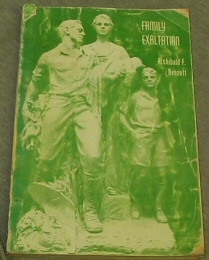 FAMILY
EXALTATION
Archibald F.
Bennett